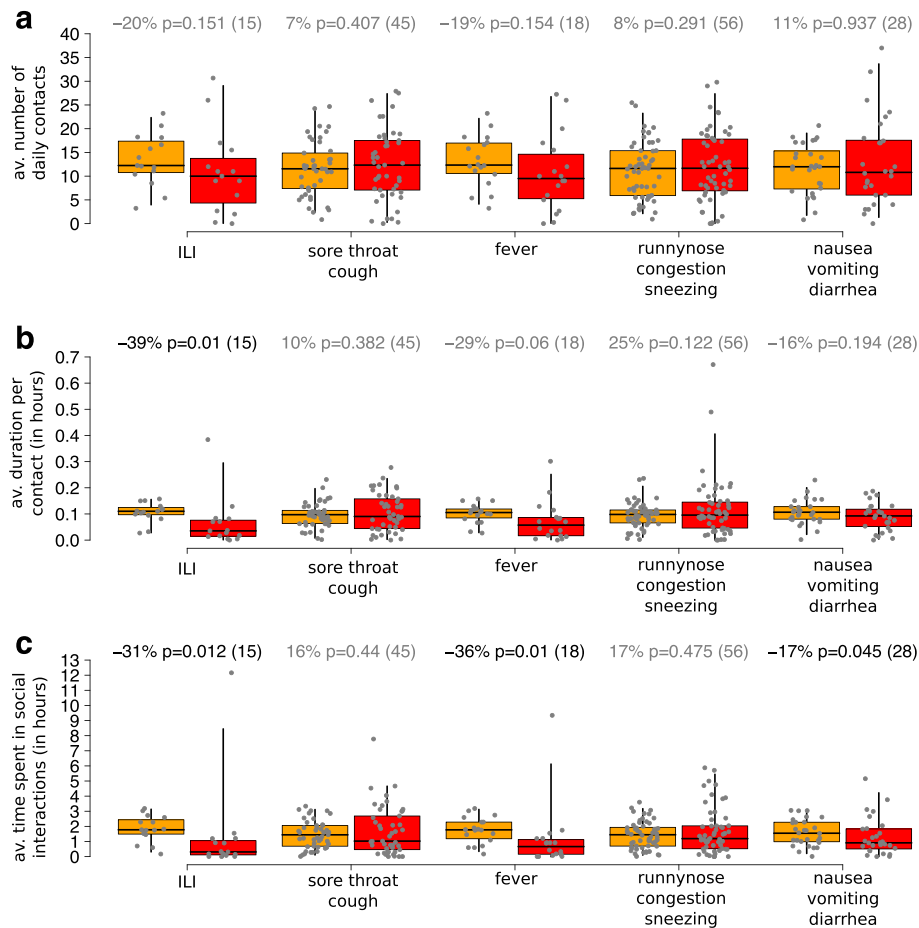 a
−20% p=0.151 (15) 7% p=0.407 (45) −19% p=0.154 (18) 8% p=0.291 (56) 11% p=0.937 (28)
av. number of
daily contacts
40
35
30
25
20
15
10
5
0
ILI sore throat fever runnynose nausea
cough congestion vomiting
sneezing diarrhea
b
−39% p=0.01 (15) 10% p=0.382 (45) −29% p=0.06 (18) 25% p=0.122 (56) −16% p=0.194 (28)
av. duration per
contact (in hours)
0.7
0.6
0.5
0.4
0.3
0.2
0.1
0.0
ILI sore throat fever runnynose nausea
cough congestion vomiting
sneezing diarrhea
c
−31% p=0.012 (15) 16% p=0.44 (45) −36% p=0.01 (18) 17% p=0.475 (56) −17% p=0.045 (28)
av. time spent in social
interactions (in hours)
13
12
11
10
9
8
7
6
5
4
3
2
1
0
ILI sore throat fever runnynose nausea
cough congestion vomiting
sneezing diarrhea